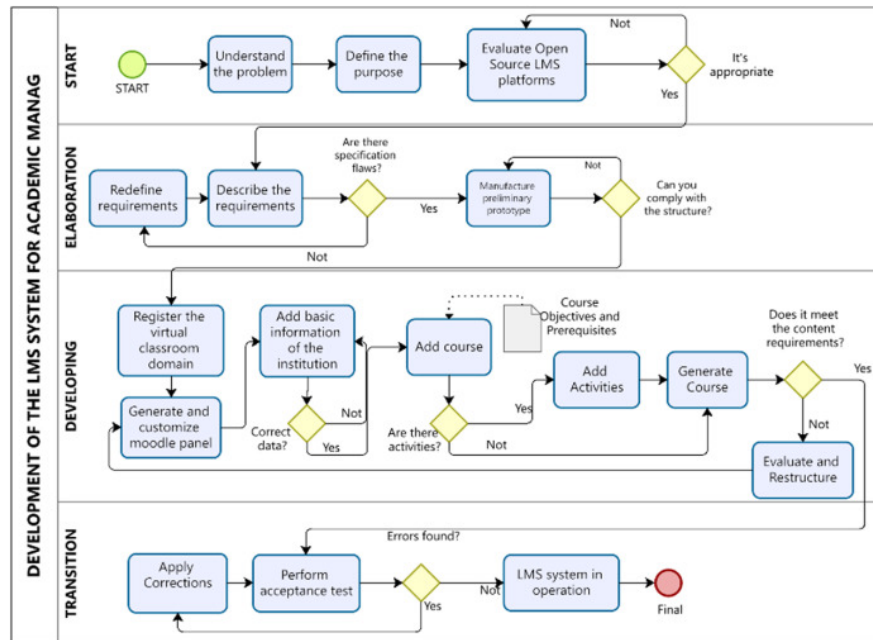 DEVELOPMENT OF THE LMS SYSTEM FOR ACADEMIC MANAG
START
START
Understand
the problem
Define the
purpose
Evaluate Open
Source LMS
platforms
Not
It's
appropriate
Yes
ELABORATION
Redefine
requirements
Describe the
requirements
Are there
specification
flaws?
Yes
Manufacture
preliminary
prototype
Not
Can you
comply with
the structure?
Not
DEVELOPING
Register the
virtual
classroom
domain
Generate and
customize
moodle panel
Add basic
information
of the
institution
Correct
data?
Not
Yes
Add course
Course
Objectives and
Prerequisites
Are there
activities?
Yes
Not
Add
Activities
Generate
Course
Does it meet
the content
requirements?
Yes
Not
Evaluate and
Restructure
TRANSITION
Apply
Corrections
Perform
acceptance test
Errors found?
Yes
Not
LMS system in
operation
Final